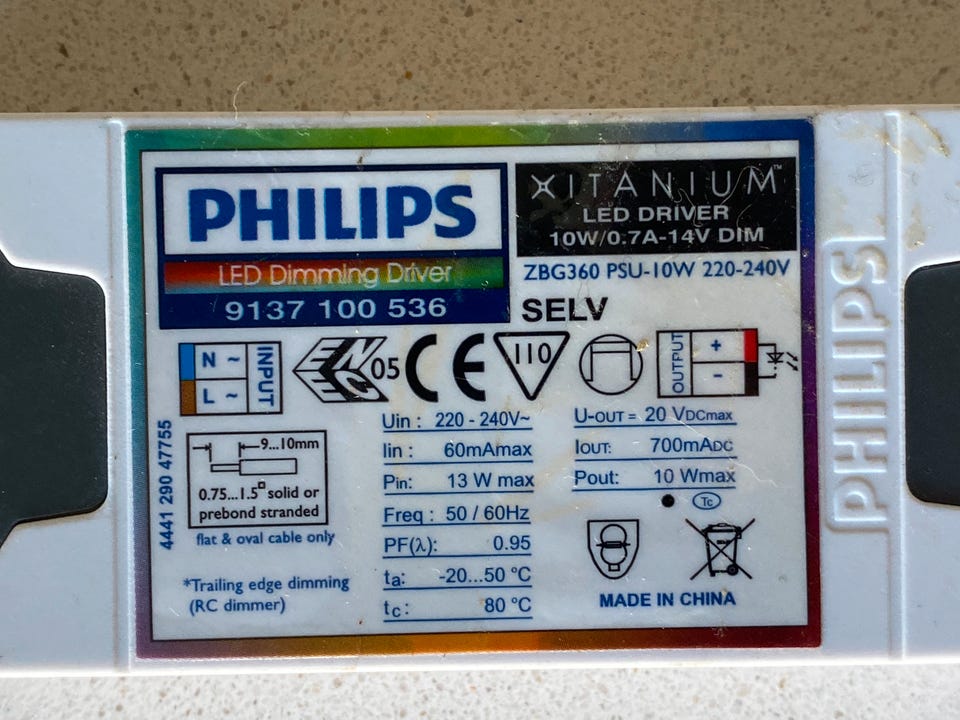 PHILIPS
LED Dimming Driver
9137 100 536
XITANIUM™
LED DRIVER
10W/0.7A-14V DIM
ZBG360 PSU-10W 220-240V
SELV
N ~
L ~
INPUT
ENEC 05
CE
110
OUTPUT
+
-
4441 290 47755
9...10mm
0.75...1.5□ solid or
prebond stranded
flat & oval cable only
*Trailing edge dimming
(RC dimmer)
Uin : 220 - 240V~
Iin : 60mAmax
Pin: 13 W max
Freq : 50 / 60Hz
PF(λ): 0.95
ta: -20...50 °C
tc: 80 °C
U-OUT = 20 VDCmax
IOUT: 700mADC
Pout: 10 Wmax
Tc
MADE IN CHINA
PHILIPS